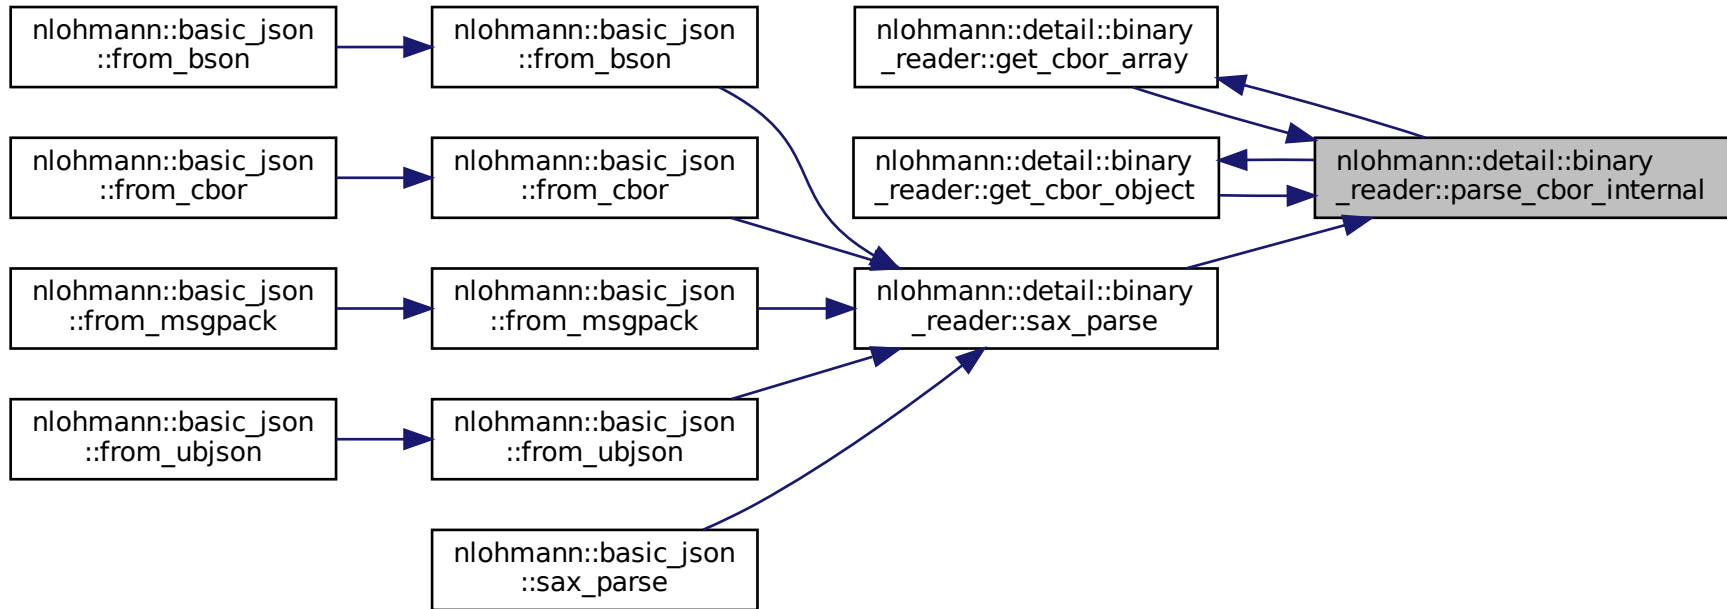 nlohmann::basic_json
::from_bson
nlohmann::basic_json
::from_bson
nlohmann::detail::binary
_reader::get_cbor_array
nlohmann::basic_json
::from_cbor
nlohmann::basic_json
::from_cbor
nlohmann::detail::binary
_reader::get_cbor_object
nlohmann::detail::binary
_reader::parse_cbor_internal
nlohmann::basic_json
::from_msgpack
nlohmann::basic_json
::from_msgpack
nlohmann::detail::binary
_reader::sax_parse
nlohmann::basic_json
::from_ubjson
nlohmann::basic_json
::from_ubjson
nlohmann::basic_json
::sax_parse